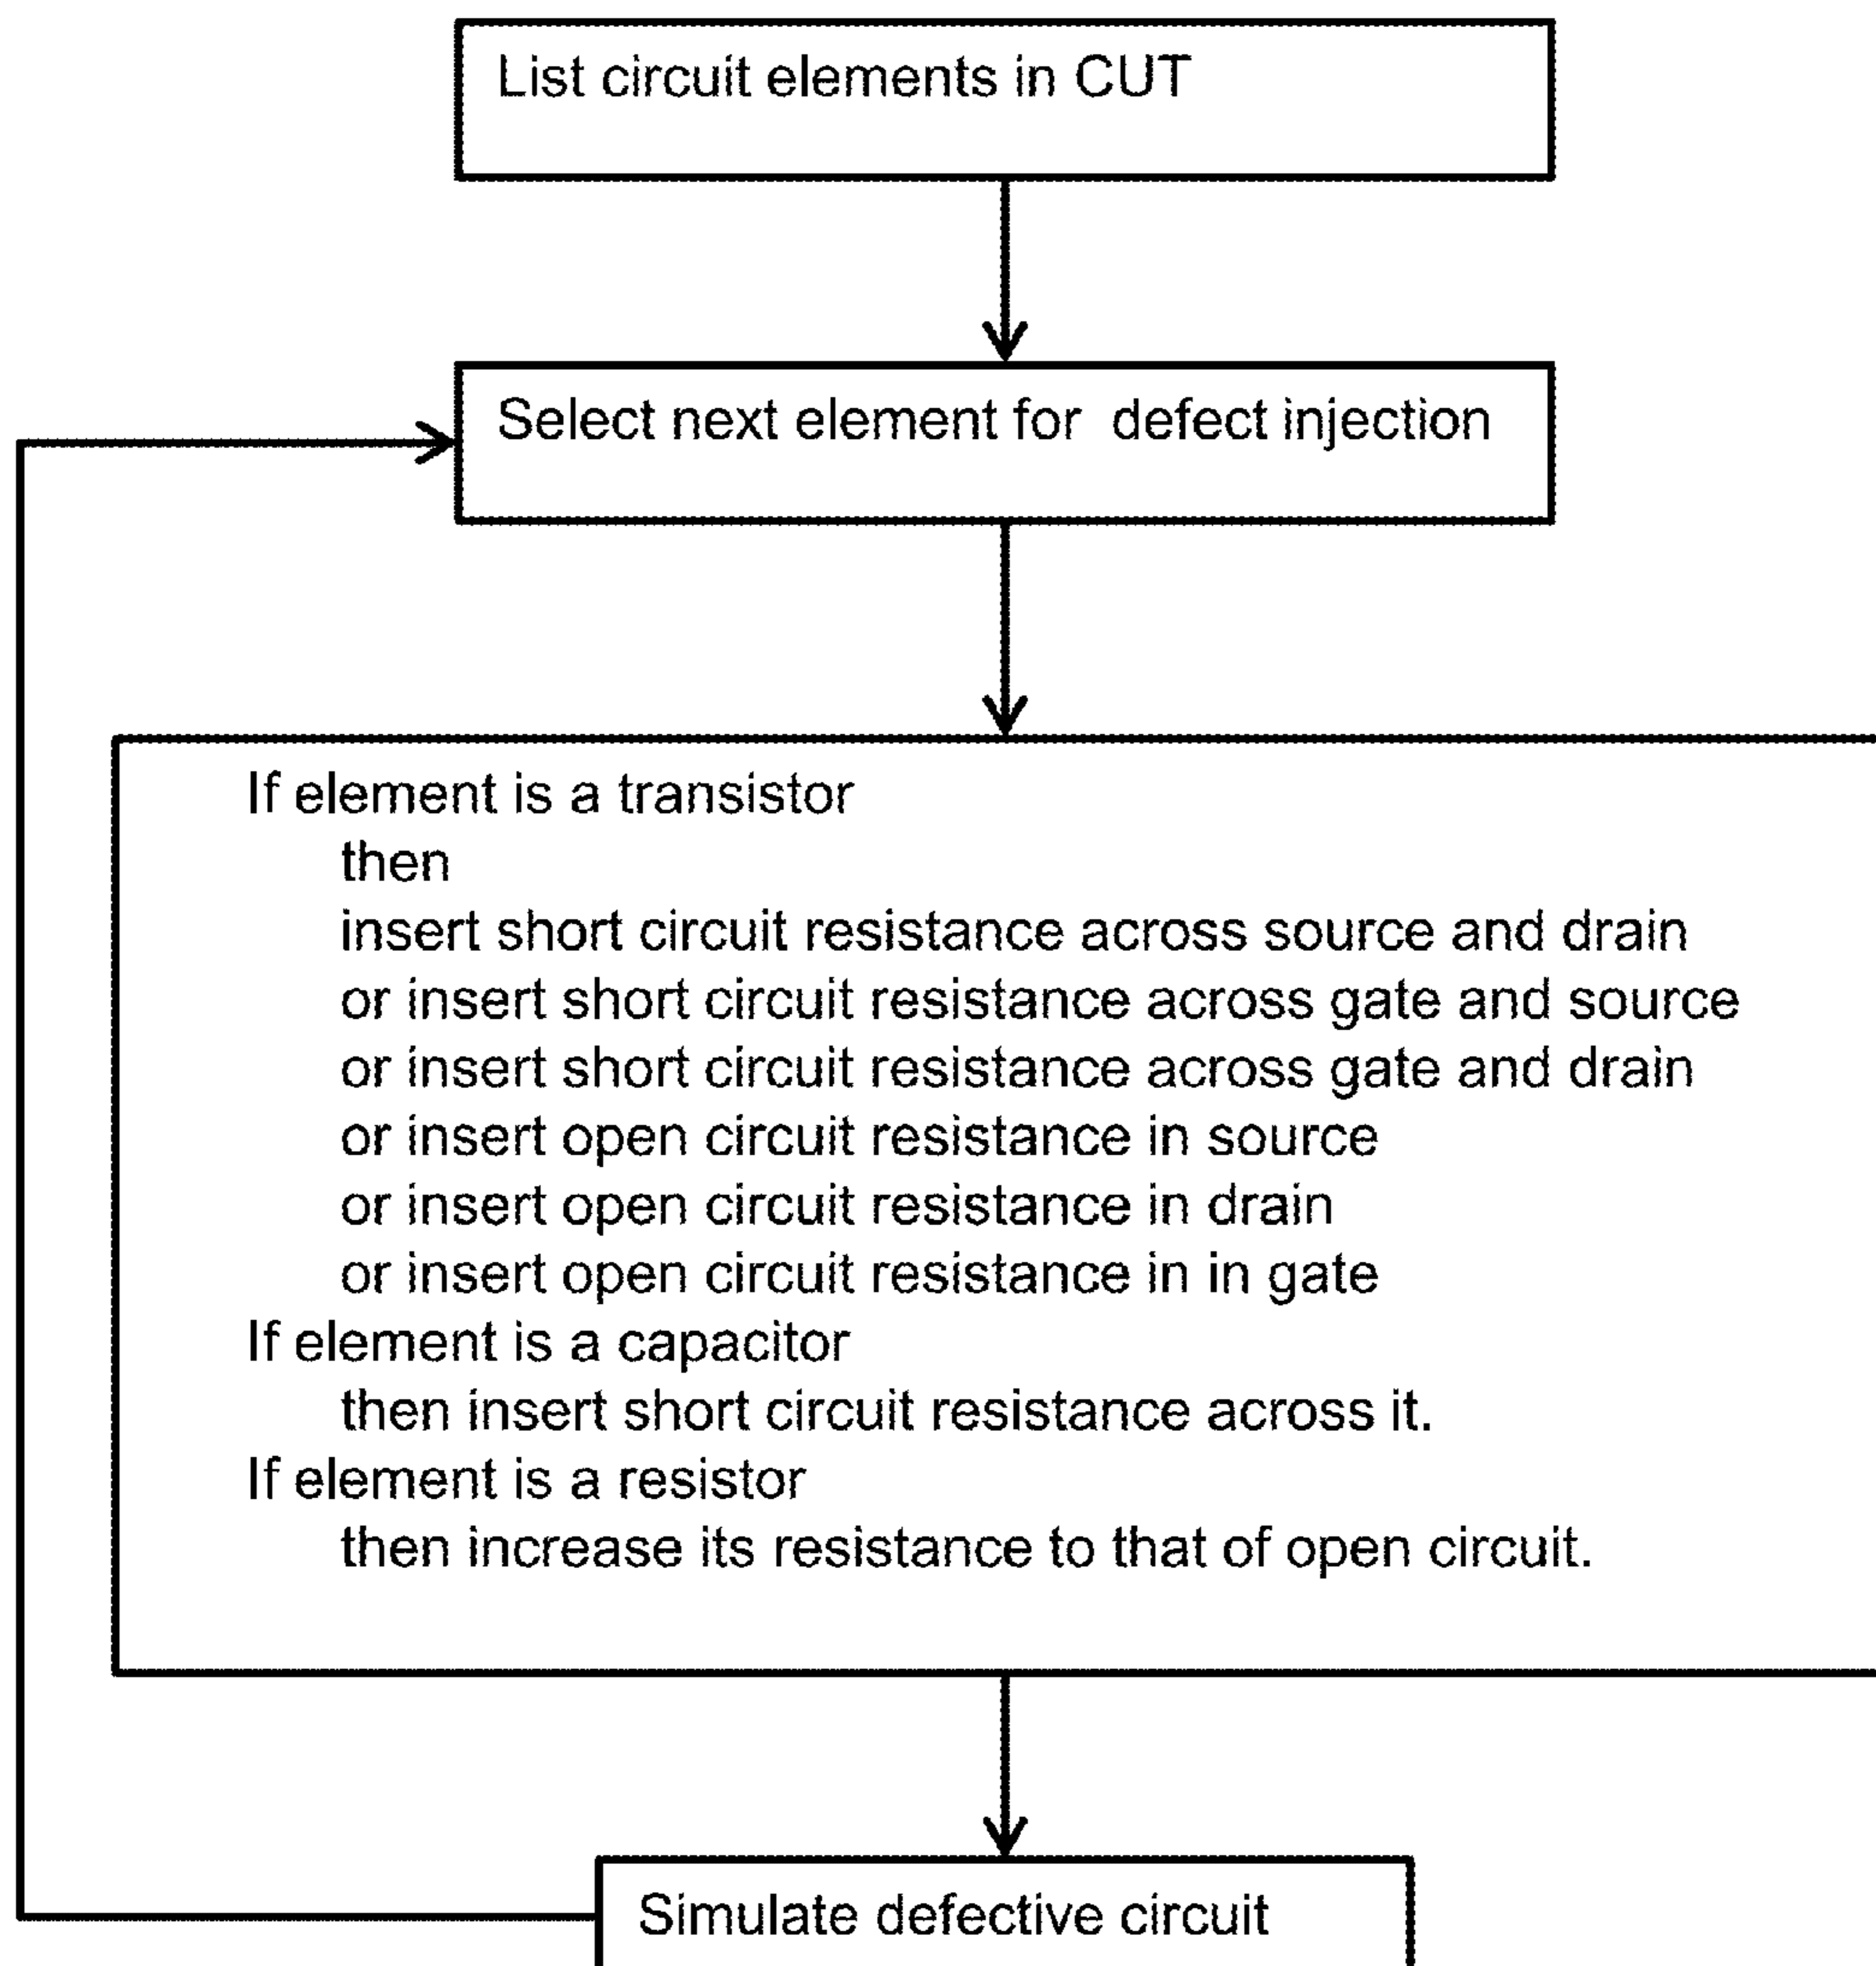 List circuit elements in CUT
Select next element for defect injection
If element is a transistor
then
insert short circuit resistance across source and drain
or insert short circuit resistance across gate and source
or insert short circuit resistance across gate and drain
or insert open circuit resistance in source
or insert open circuit resistance in drain
or insert open circuit resistance in in gate
If element is a capacitor
then insert short circuit resistance across it.
If element is a resistor
then increase its resistance to that of open circuit.
Simulate defective circuit